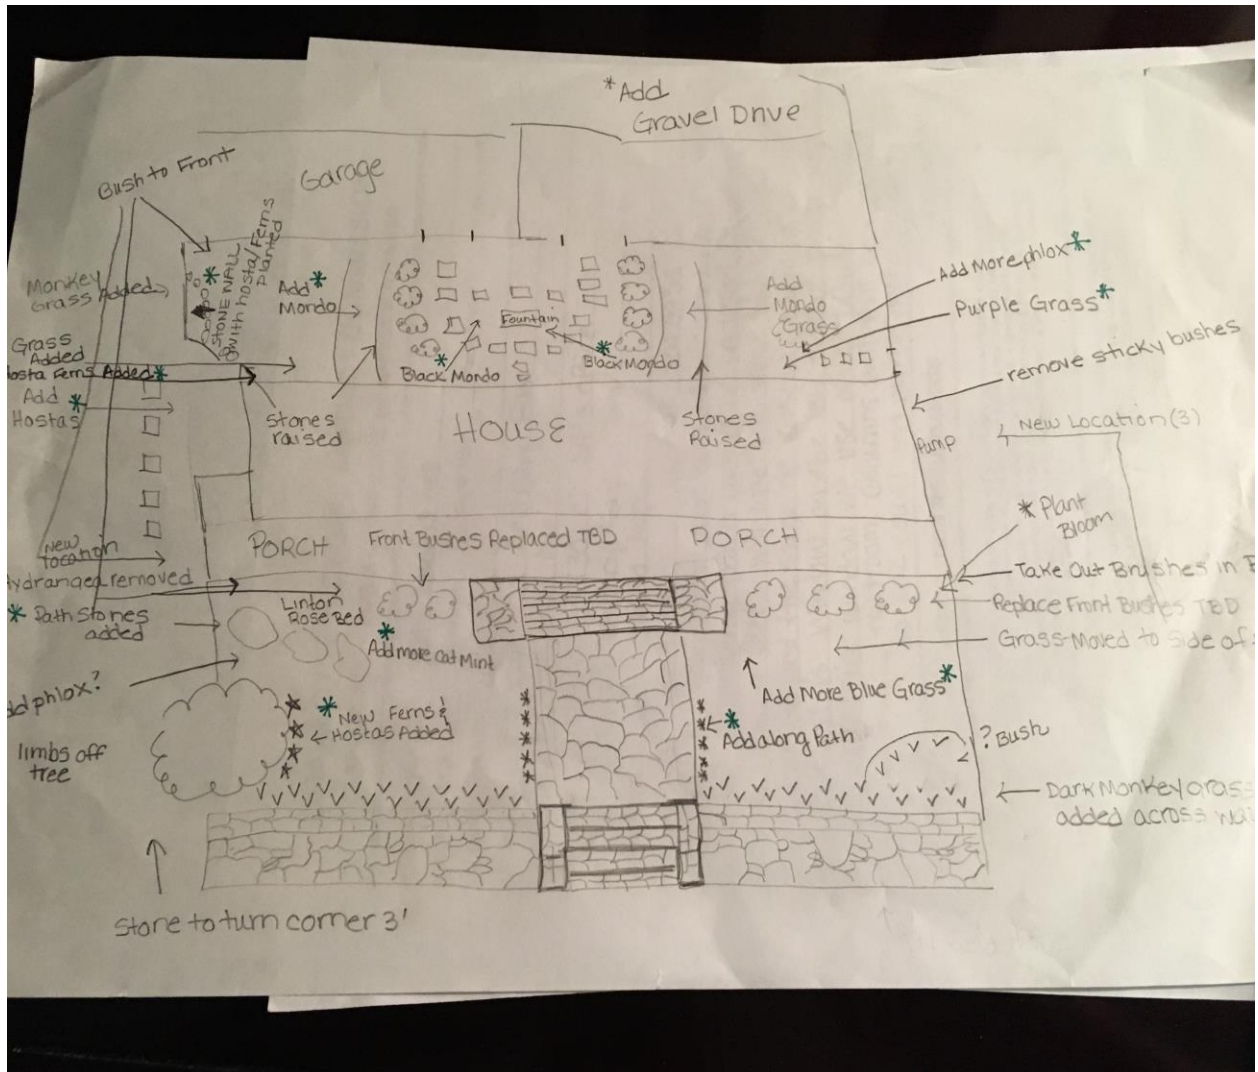 *Add
Gravel Drive
Garage
Bush to Front
Monkey
Grass Added
STONE WALL
with hosta/Ferns
Planted
Add*
Mondo
Fountain
*
Black Mondo
*
Black Mondo
Add
Mondo
Grass
Add More phlox*
Purple Grass*
remove sticky bushes
Grass
Added
Hosta Ferns Added*
Add *
Hostas
Stones
raised
HOUSE
Stones
Raised
Pump
New Location (3)
* Plant
Bloom
New
Location
PORCH
Front Bushes Replaced TBD
PORCH
Hydranged removed
Take Out Brushes in
* Path Stones
added
Linton
Rose Bed
Replace Front Bushes TBD
Grass Moved to Side of
*
Add more Cat Mint
Add More Blue Grass*
phlox?
* New Ferns &
Hostas Added
*
Add along Path
limbs off
tree
? Bush
Dark Monkey Grass
added across
Stone to turn corner 3'